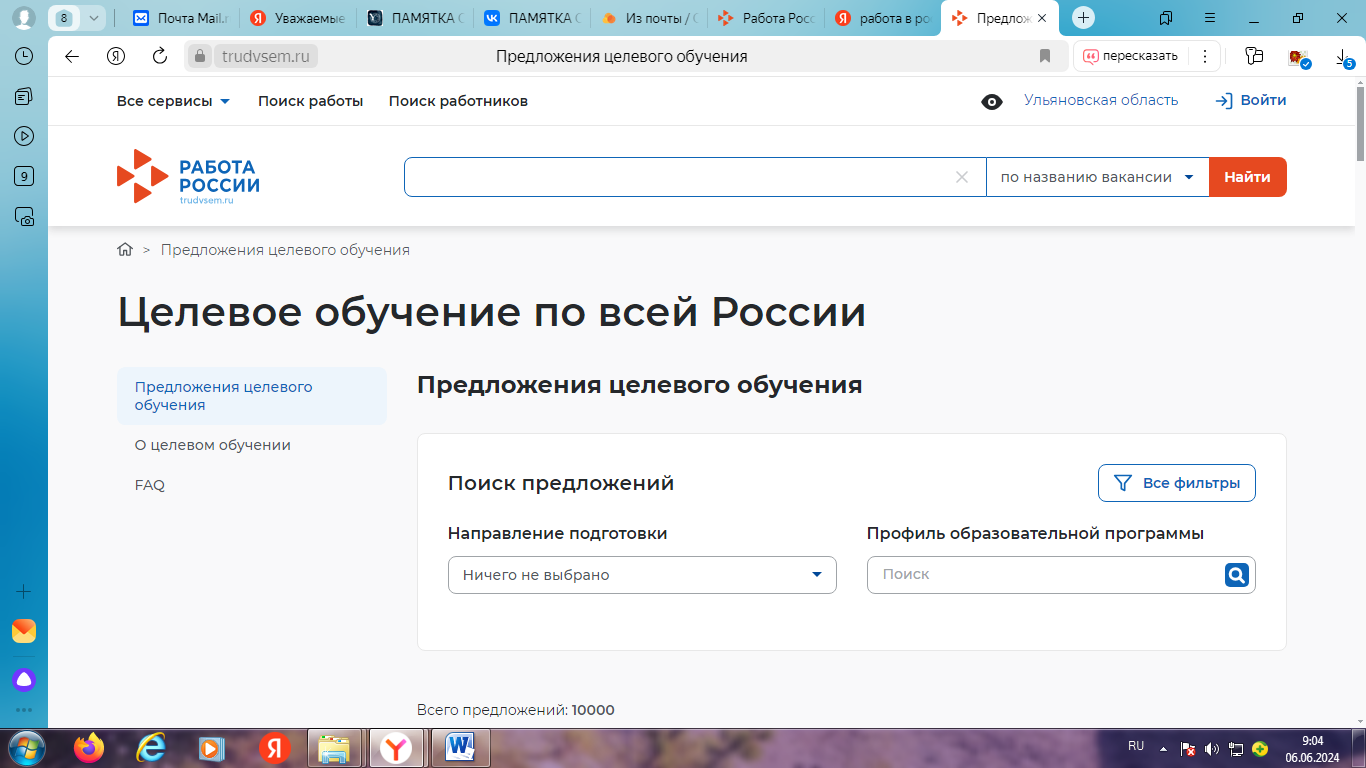 8
Почта Mail.r
Уважаемые
ПАМЯТКА
ПАМЯТКА
Из почты /
Работа Росс
работа в ро
Предлож
trudvsem.ru
Предложения целевого обучения
пересказать
5
9
Все сервисы
Поиск работы
Поиск работников
Ульяновская область
Войти
РАБОТА
РОССИИ
trudvsem.ru
по названию вакансии
Найти
> Предложения целевого обучения
Целевое обучение по всей России
Предложения целевого
обучения
О целевом обучении
FAQ
Предложения целевого обучения
Поиск предложений
Все фильтры
Направление подготовки
Профиль образовательной программы
Ничего не выбрано
Поиск
Всего предложений: 10000
RU
9:04
06.06.2024